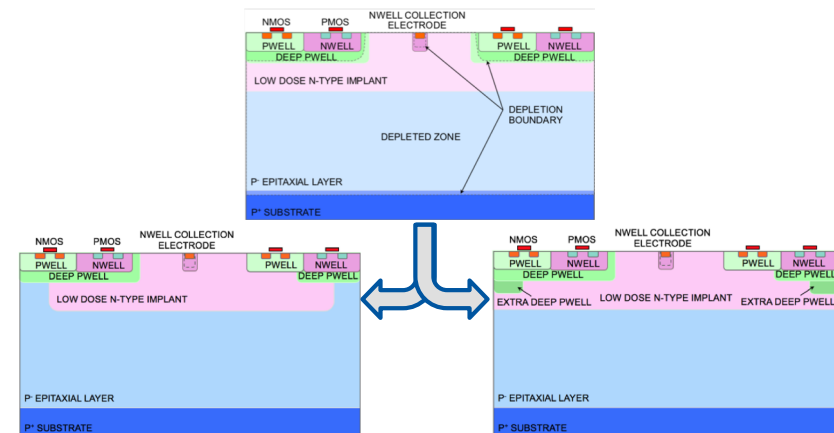 NMOS PMOS NWELL COLLECTION
ELECTRODE
PWELL NWELL PWELL NWELL
DEEP PWELL DEEP PWELL
LOW DOSE N-TYPE IMPLANT
DEPLETION
BOUNDARY
DEPLETED ZONE
P⁻ EPITAXIAL LAYER
P⁺ SUBSTRATE
NMOS PMOS NWELL COLLECTION
ELECTRODE
PWELL NWELL PWELL NWELL
DEEP PWELL DEEP PWELL
LOW DOSE N-TYPE IMPLANT
P⁻ EPITAXIAL LAYER
P⁺ SUBSTRATE
NMOS PMOS NWELL COLLECTION
ELECTRODE
PWELL NWELL PWELL NWELL
DEEP PWELL DEEP PWELL
EXTRA DEEP PWELL LOW DOSE N-TYPE IMPLANT EXTRA DEEP PWELL
P⁻ EPITAXIAL LAYER
P⁺ SUBSTRATE